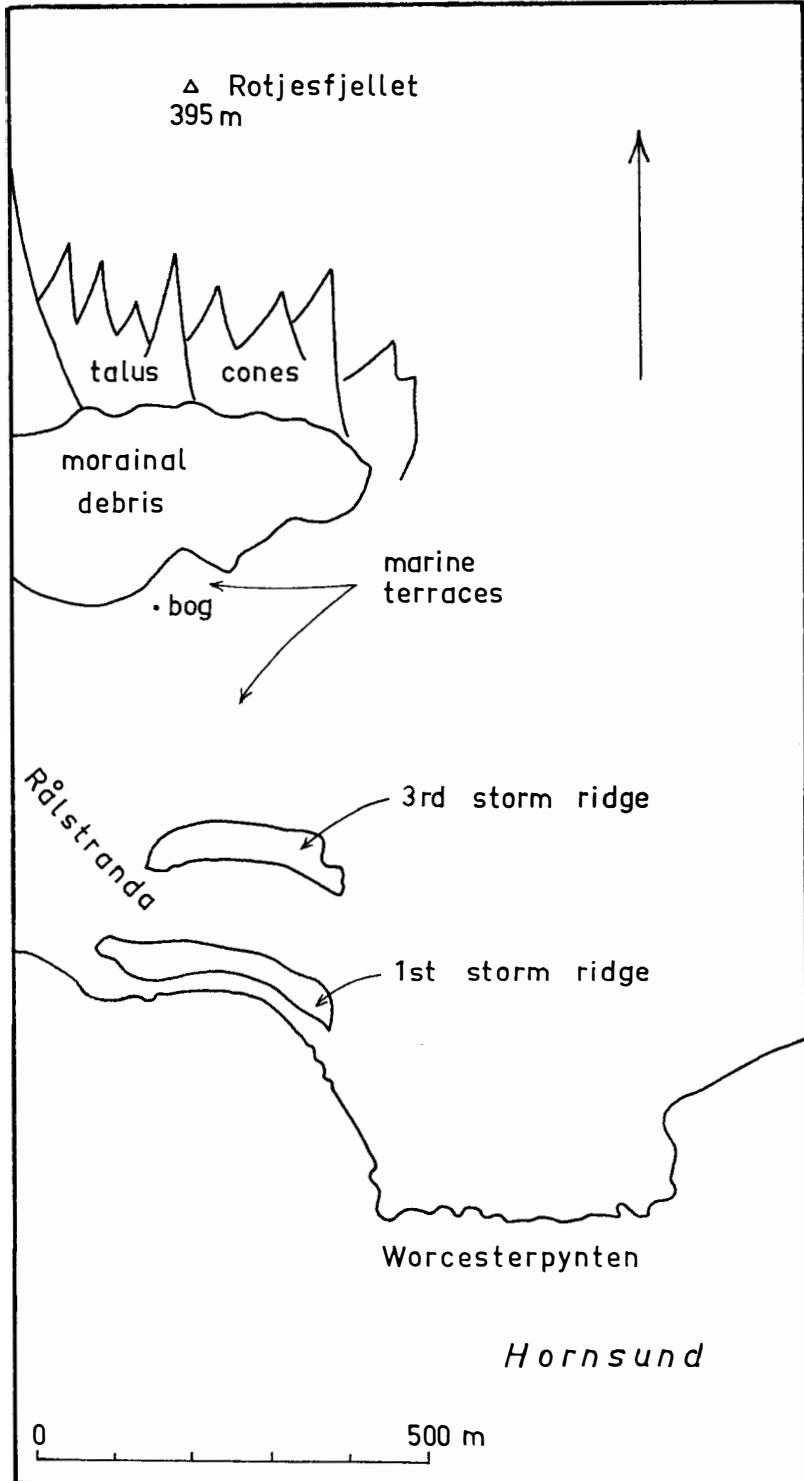 △ Rotjesfjellet
395 m
talus cones
morainal
debris
marine
terraces
• bog
Rålstranda
3rd storm ridge
1st storm ridge
Worcesterpynten
Hornsund
0 500 m